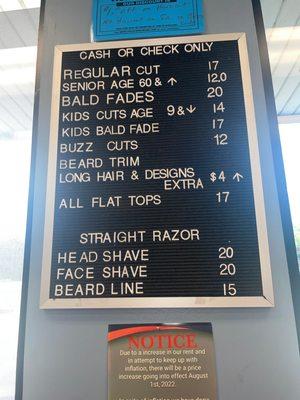 OUR DISCOUNT IS
CASH OR CHECK ONLY
REGULAR CUT 17
SENIOR AGE 60 & ↑ 12.0
BALD FADES 20
KIDS CUTS AGE 9 & ↓ 14
KIDS BALD FADE 17
BUZZ CUTS 12
BEARD TRIM
LONG HAIR & DESIGNS $4 ↑
EXTRA
ALL FLAT TOPS 17
STRAIGHT RAZOR
HEAD SHAVE 20
FACE SHAVE 20
BEARD LINE 15
NOTICE
Due to a increase in our rent and
in attempt to keep up with
inflation, there will be a price
increase going into effect August
1st, 2022.